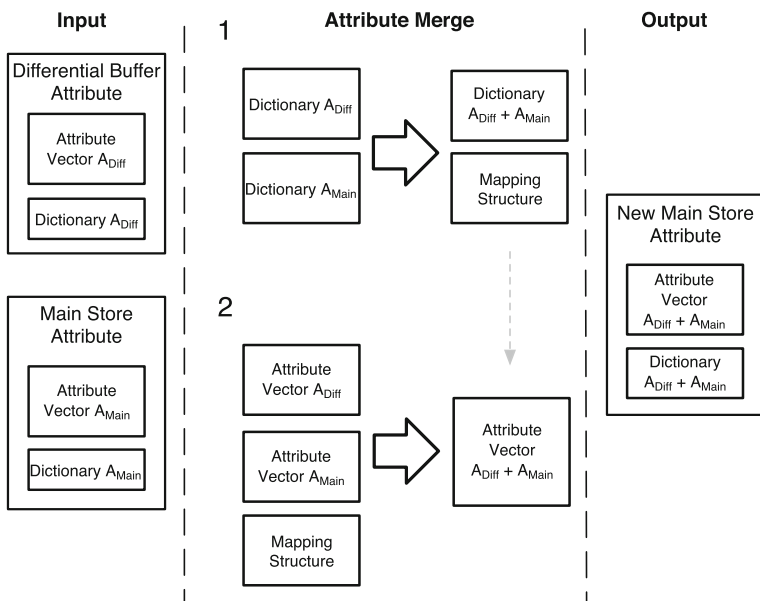 Input
Differential Buffer
Attribute
Attribute
Vector A_Diff
Dictionary A_Diff
Main Store
Attribute
Attribute
Vector A_Main
Dictionary A_Main
Attribute Merge
1
Dictionary A_Diff
Dictionary A_Main
Dictionary
A_Diff + A_Main
Mapping
Structure
2
Attribute
Vector A_Diff
Attribute
Vector A_Main
Mapping
Structure
Attribute
Vector
A_Diff + A_Main
Output
New Main Store
Attribute
Attribute
Vector
A_Diff + A_Main
Dictionary
A_Diff + A_Main